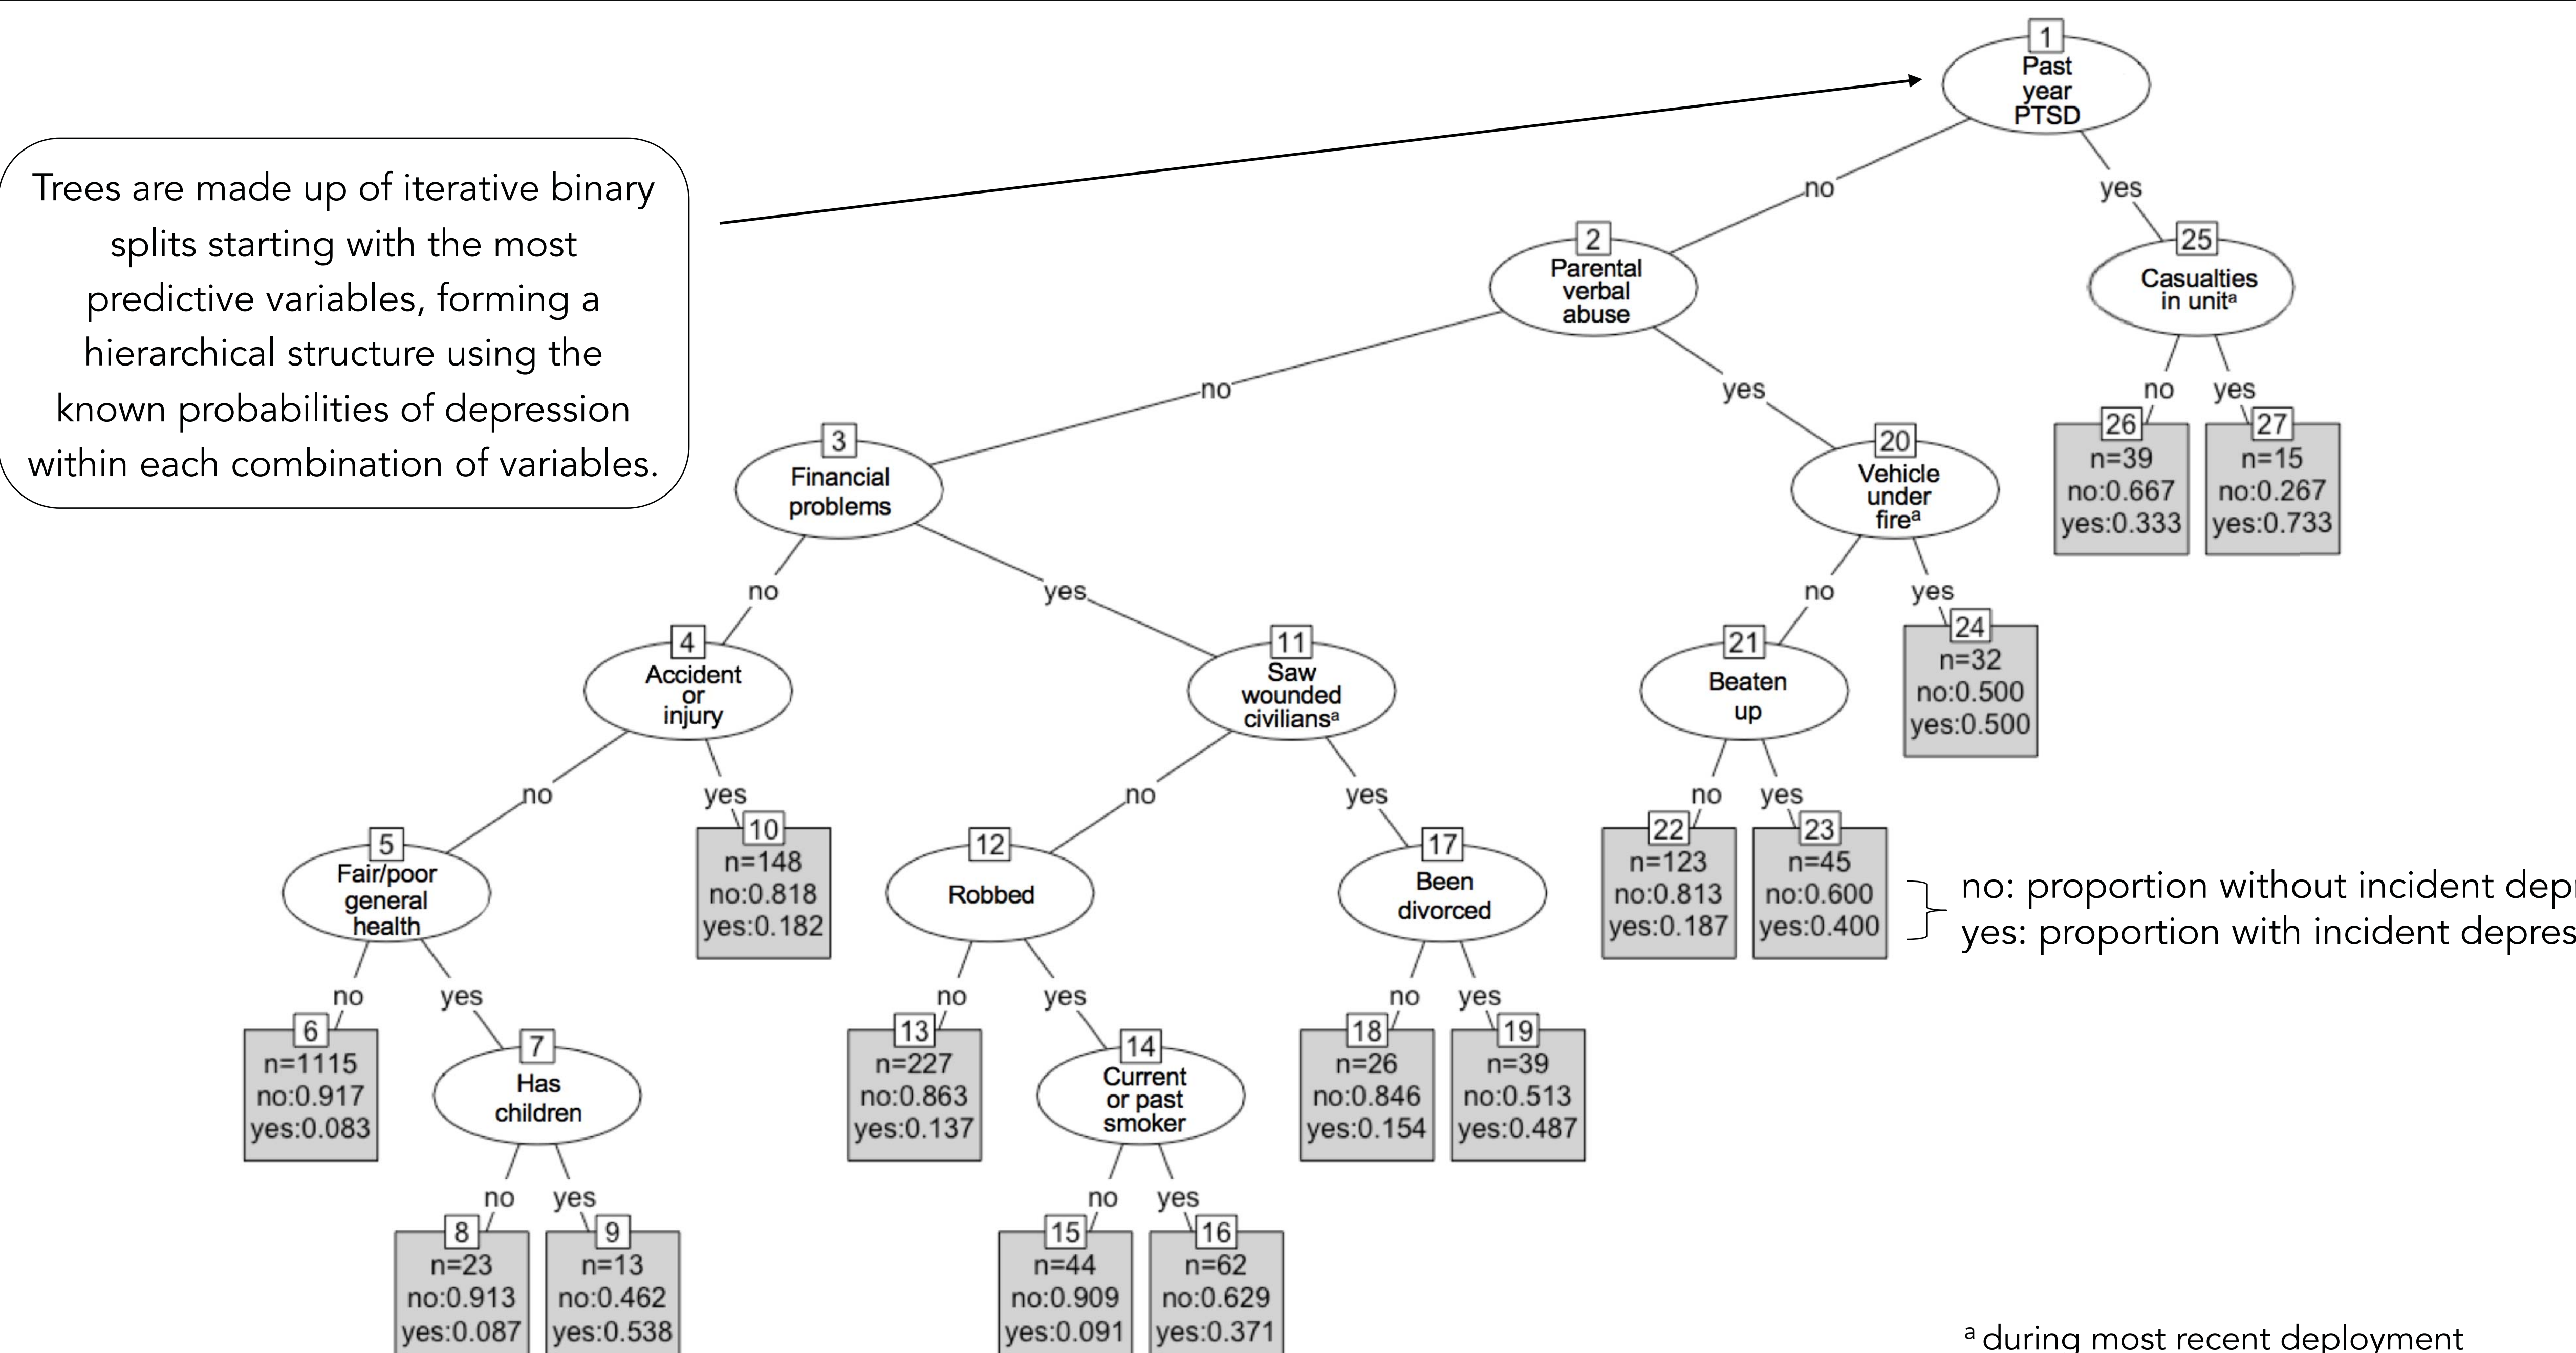 Trees are made up of iterative binary
splits starting with the most
predictive variables, forming a
hierarchical structure using the
known probabilities of depression
within each combination of variables.
1
Past
year
PTSD
no
yes
2
Parental
verbal
abuse
25
Casualties
in unitᵃ
no
yes
no
yes
3
Financial
problems
20
Vehicle
under
fireᵃ
26
n=39
no:0.667
yes:0.333
27
n=15
no:0.267
yes:0.733
no
yes
no
yes
4
Accident
or
injury
11
Saw
wounded
civiliansᵃ
21
Beaten
up
24
n=32
no:0.500
yes:0.500
no
yes
no
yes
no
yes
5
Fair/poor
general
health
10
n=148
no:0.818
yes:0.182
12
Robbed
17
Been
divorced
22
n=123
no:0.813
yes:0.187
23
n=45
no:0.600
yes:0.400
no: proportion without incident dep
yes: proportion with incident depres
no
yes
no
yes
no
yes
6
n=1115
no:0.917
yes:0.083
7
Has
children
13
n=227
no:0.863
yes:0.137
14
Current
or past
smoker
18
n=26
no:0.846
yes:0.154
19
n=39
no:0.513
yes:0.487
no
yes
no
yes
8
n=23
no:0.913
yes:0.087
9
n=13
no:0.462
yes:0.538
15
n=44
no:0.909
yes:0.091
16
n=62
no:0.629
yes:0.371
ᵃ during most recent deployment